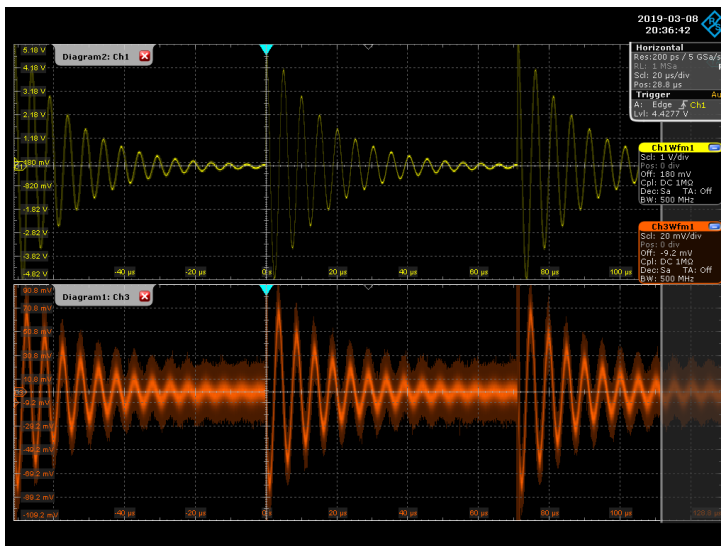 2019-03-08
20:36:42
Horizontal
Res:200 ps / 5 GSa/s
RL: 1 MSa
Scl: 20 µs/div
Pos:28.8 µs
Trigger Au
A: Edge Ch1
Lvl: 4.4277 V
Diagram2: Ch1
5.18 V
4.18 V
3.18 V
2.18 V
1.18 V
180 mV
-820 mV
-1.82 V
-2.82 V
-3.82 V
-4.82 V
-40 µs
-20 µs
0 s
20 µs
40 µs
60 µs
80 µs
100 µs
Ch1Wfm1
Scl: 1 V/div
Pos: 0 div
Off: 180 mV
Cpl: DC 1MΩ
Dec:Sa TA: Off
BW: 500 MHz
Ch3Wfm1
Scl: 20 mV/div
Pos: 0 div
Off: -9.2 mV
Cpl: DC 1MΩ
Dec:Sa TA: Off
BW: 500 MHz
Diagram1: Ch3
90.8 mV
70.8 mV
50.8 mV
30.8 mV
10.8 mV
-9.2 mV
-29.2 mV
-49.2 mV
-69.2 mV
-89.2 mV
-109.2 mV
-40 µs
-20 µs
0 s
20 µs
40 µs
60 µs
80 µs
100 µs
128.8 µs